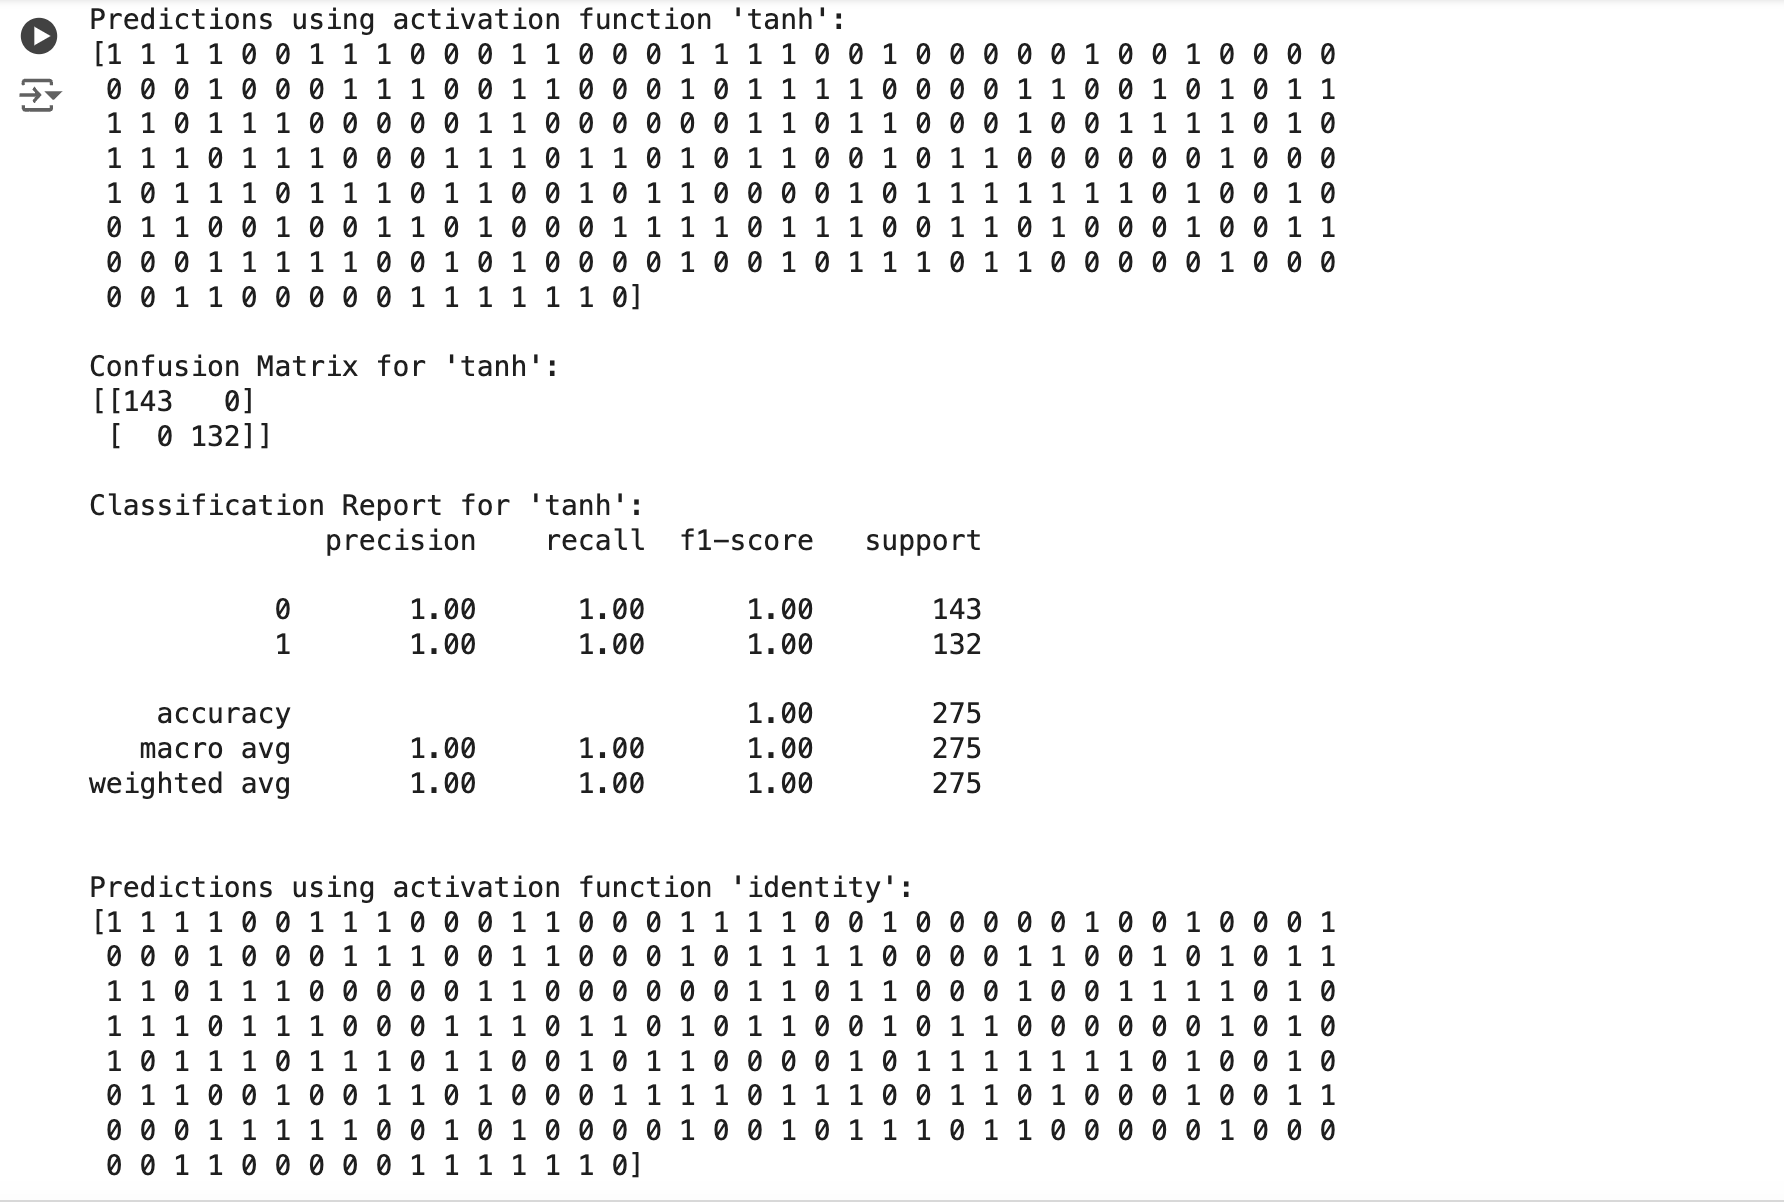 Predictions using activation function 'tanh':
[1 1 1 1 0 0 1 1 1 0 0 0 1 1 0 0 0 1 1 1 1 0 0 1 0 0 0 0 0 1 0 0 1 0 0 0 0
0 0 0 1 0 0 0 1 1 1 0 0 1 1 0 0 0 1 0 1 1 1 1 0 0 0 0 1 1 0 0 1 0 1 0 1 1
1 1 0 1 1 1 0 0 0 0 0 1 1 0 0 0 0 0 0 1 1 0 1 1 0 0 0 1 0 0 1 1 1 1 0 1 0
1 1 1 0 1 1 1 0 0 0 1 1 1 0 1 1 0 1 0 1 1 0 0 1 0 1 1 0 0 0 0 0 0 1 0 0 0
1 0 1 1 1 0 1 1 1 0 1 1 0 0 1 0 1 1 0 0 0 0 1 0 1 1 1 1 1 1 1 0 1 0 0 1 0
0 1 1 0 0 1 0 0 1 1 0 1 0 0 0 1 1 1 1 0 1 1 1 0 0 1 1 0 1 0 0 0 1 0 0 1 1
0 0 0 1 1 1 1 1 0 0 1 0 1 0 0 0 0 1 0 0 1 0 1 1 1 0 1 1 0 0 0 0 0 1 0 0 0
0 0 1 1 0 0 0 0 0 1 1 1 1 1 1 0]
Confusion Matrix for 'tanh':
[[143   0]
[  0 132]]
Classification Report for 'tanh':
precision recall f1-score support
0 1.00 1.00 1.00 143
1 1.00 1.00 1.00 132
accuracy 1.00 275
macro avg 1.00 1.00 1.00 275
weighted avg 1.00 1.00 1.00 275
Predictions using activation function 'identity':
[1 1 1 1 0 0 1 1 1 0 0 0 1 1 0 0 0 1 1 1 1 0 0 1 0 0 0 0 0 1 0 0 1 0 0 0 1
0 0 0 1 0 0 0 1 1 1 0 0 1 1 0 0 0 1 0 1 1 1 1 0 0 0 0 1 1 0 0 1 0 1 0 1 1
1 1 0 1 1 1 0 0 0 0 0 1 1 0 0 0 0 0 0 1 1 0 1 1 0 0 0 1 0 0 1 1 1 1 0 1 0
1 1 1 0 1 1 1 0 0 0 1 1 1 0 1 1 0 1 0 1 1 0 0 1 0 1 1 0 0 0 0 0 0 1 0 1 0
1 0 1 1 1 0 1 1 1 0 1 1 0 0 1 0 1 1 0 0 0 0 1 0 1 1 1 1 1 1 1 0 1 0 0 1 0
0 1 1 0 0 1 0 0 1 1 0 1 0 0 0 1 1 1 1 0 1 1 1 0 0 1 1 0 1 0 0 0 1 0 0 1 1
0 0 0 1 1 1 1 1 0 0 1 0 1 0 0 0 0 1 0 0 1 0 1 1 1 0 1 1 0 0 0 0 0 1 0 0 0
0 0 1 1 0 0 0 0 0 1 1 1 1 1 1 0]